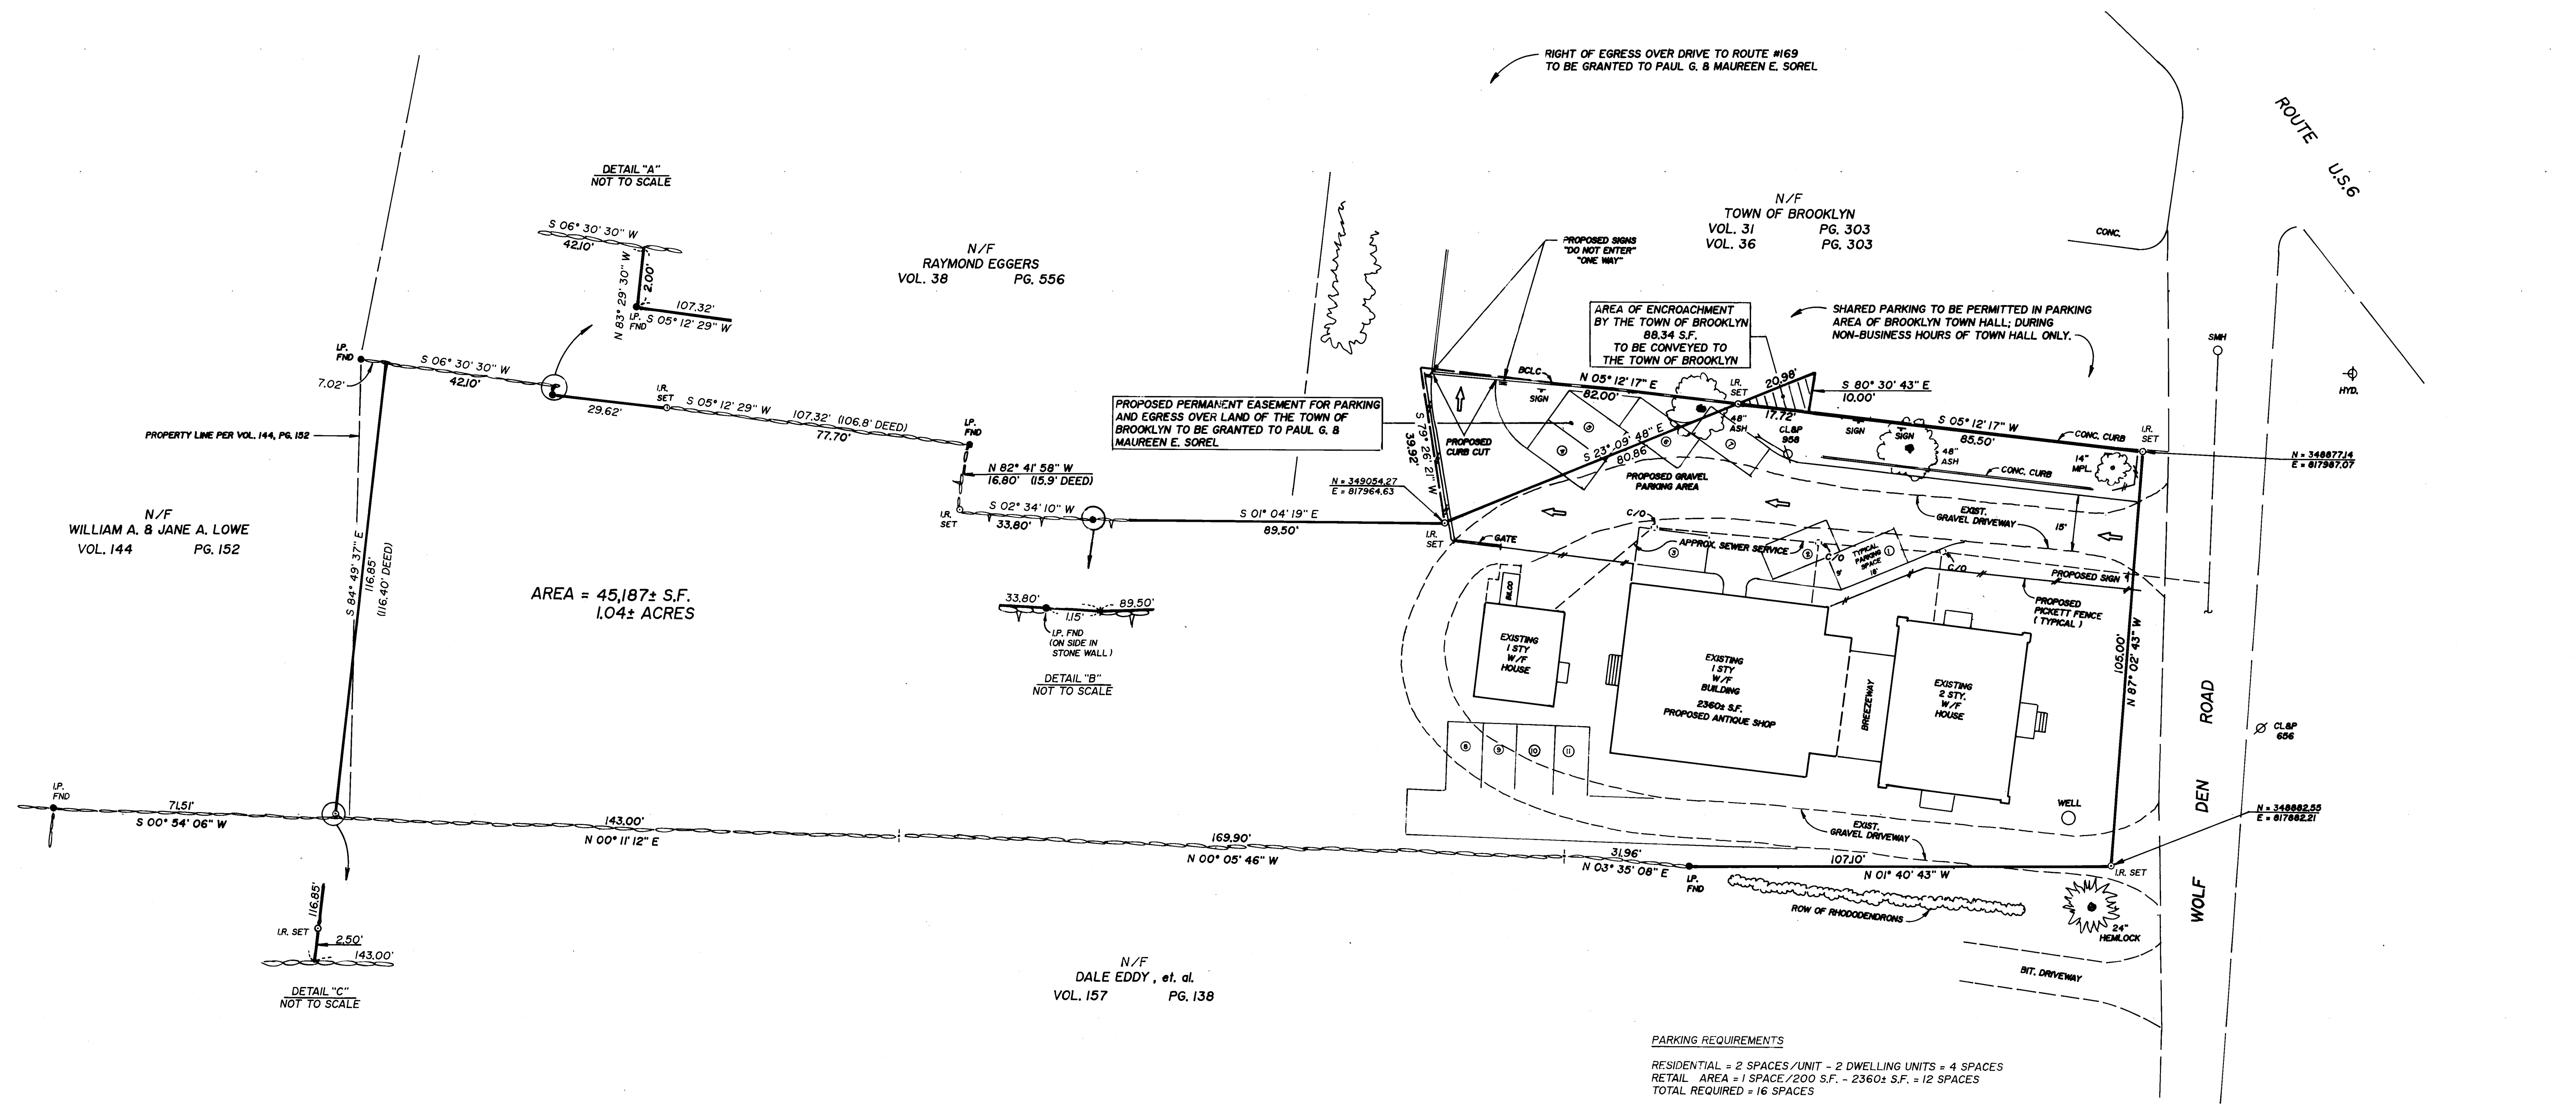 RIGHT OF EGRESS OVER DRIVE TO ROUTE #169
TO BE GRANTED TO PAUL G. & MAUREEN E. SOREL
ROUTE U.S.6
DETAIL "A"
NOT TO SCALE
S 06° 30' 30" W
42.10'
N 83° 29' 30" W
2.00'
107.32'
I.P.
FND
S 05° 12' 29" W
N/F
RAYMOND EGGERS
VOL. 38 PG. 556
N/F
TOWN OF BROOKLYN
VOL. 31 PG. 303
VOL. 36 PG. 303
CONC.
PROPOSED SIGNS
"DO NOT ENTER"
"ONE WAY"
AREA OF ENCROACHMENT
BY THE TOWN OF BROOKLYN
88.34 S.F.
TO BE CONVEYED TO
THE TOWN OF BROOKLYN
SHARED PARKING TO BE PERMITTED IN PARKING
AREA OF BROOKLYN TOWN HALL; DURING
NON-BUSINESS HOURS OF TOWN HALL ONLY.
SMH
HYD.
I.P.
FND
7.02'
S 06° 30' 30" W
42.10'
29.62'
I.R.
SET
S 05° 12' 29" W
107.32' (106.8' DEED)
77.70'
I.P.
FND
N 82° 41' 58" W
16.80' (15.9' DEED)
I.R.
SET
S 02° 34' 10" W
33.80'
S 01° 04' 19" E
89.50'
PROPOSED PERMANENT EASEMENT FOR PARKING
AND EGRESS OVER LAND OF THE TOWN OF
BROOKLYN TO BE GRANTED TO PAUL G. &
MAUREEN E. SOREL
N = 349054.27
E = 817964.63
I.R.
SET
S 79° 26' 21" W
39.92'
PROPOSED
CURB CUT
BCLC
SIGN
N 05° 12' 17" E
82.00'
I.R.
SET
20.98'
17.72'
S 80° 30' 43" E
10.00'
48"
ASH
CL&P
958
SIGN
SIGN
48"
ASH
S 05° 12' 17" W
85.50'
CONC. CURB
I.R.
SET
14"
MPL.
CONC. CURB
N = 348877.14
E = 817987.07
S 23° 09' 48" E
80.86'
PROPOSED GRAVEL
PARKING AREA
EXIST.
GRAVEL DRIVEWAY
15'
PROPERTY LINE PER VOL. 144, PG. 152
N/F
WILLIAM A. & JANE A. LOWE
VOL. 144 PG. 152
S 84° 49' 37" E
116.85'
(116.40' DEED)
AREA = 45,187± S.F.
1.04± ACRES
33.80'
1.15'
89.50'
I.P. FND
(ON SIDE IN
STONE WALL)
DETAIL "B"
NOT TO SCALE
GATE
C/O
3
APPROX. SEWER SERVICE
2
C/O
TYPICAL
PARKING
SPACE
1
9'
18'
C/O
PROPOSED SIGN
PROPOSED
PICKETT FENCE
(TYPICAL)
BILCO
EXISTING
1 STY
W/F
HOUSE
EXISTING
1 STY
W/F
BUILDING
2360± S.F.
PROPOSED ANTIQUE SHOP
BREEZEWAY
EXISTING
2 STY.
W/F
HOUSE
105.00'
N 87° 02' 43" W
8
9
10
11
WOLF DEN ROAD
CL&P
656
WELL
N = 348882.55
E = 817882.21
EXIST.
GRAVEL DRIVEWAY
I.P.
FND
71.51'
S 00° 54' 06" W
143.00'
N 00° 11' 12" E
169.90'
N 00° 05' 46" W
31.96'
N 03° 35' 08" E
I.P.
FND
107.10'
N 01° 40' 43" W
I.R. SET
ROW OF RHODODENDRONS
24"
HEMLOCK
BIT. DRIVEWAY
116.85'
I.R. SET
2.50'
143.00'
DETAIL "C"
NOT TO SCALE
N/F
DALE EDDY, et. al.
VOL. 157 PG. 138
PARKING REQUIREMENTS
RESIDENTIAL = 2 SPACES/UNIT - 2 DWELLING UNITS = 4 SPACES
RETAIL AREA = 1 SPACE/200 S.F. - 2360± S.F. = 12 SPACES
TOTAL REQUIRED = 16 SPACES